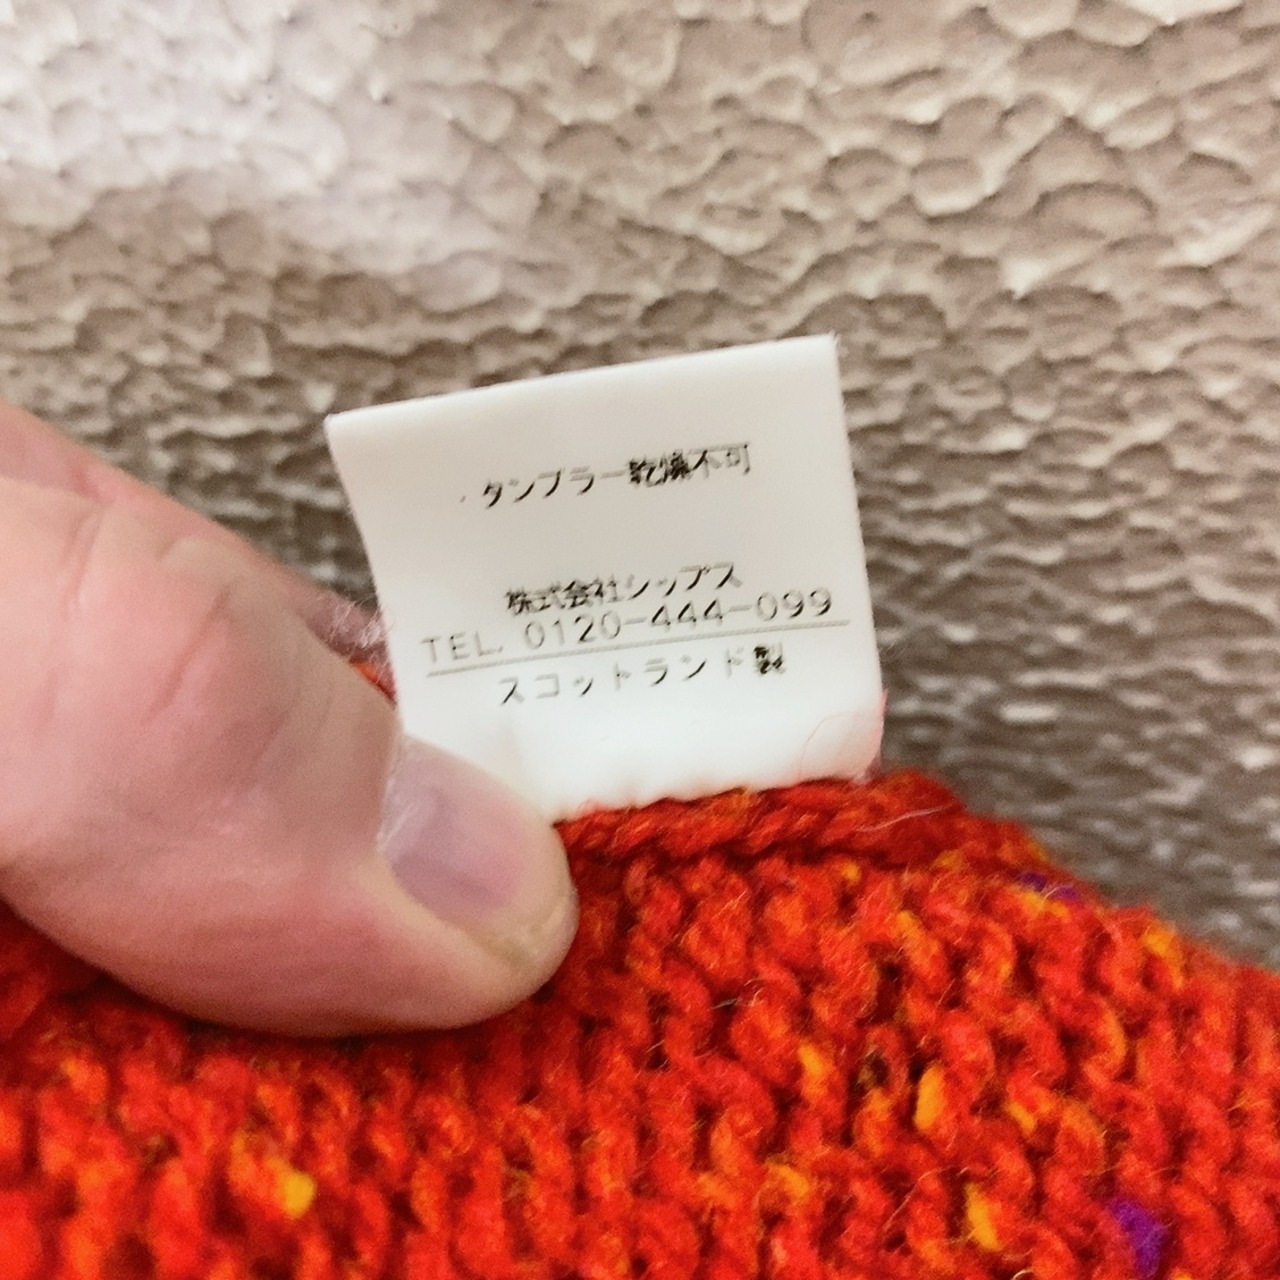 ・タンブラー乾燥不可
株式会社シップス
TEL. 0120-444-099
スコットランド製